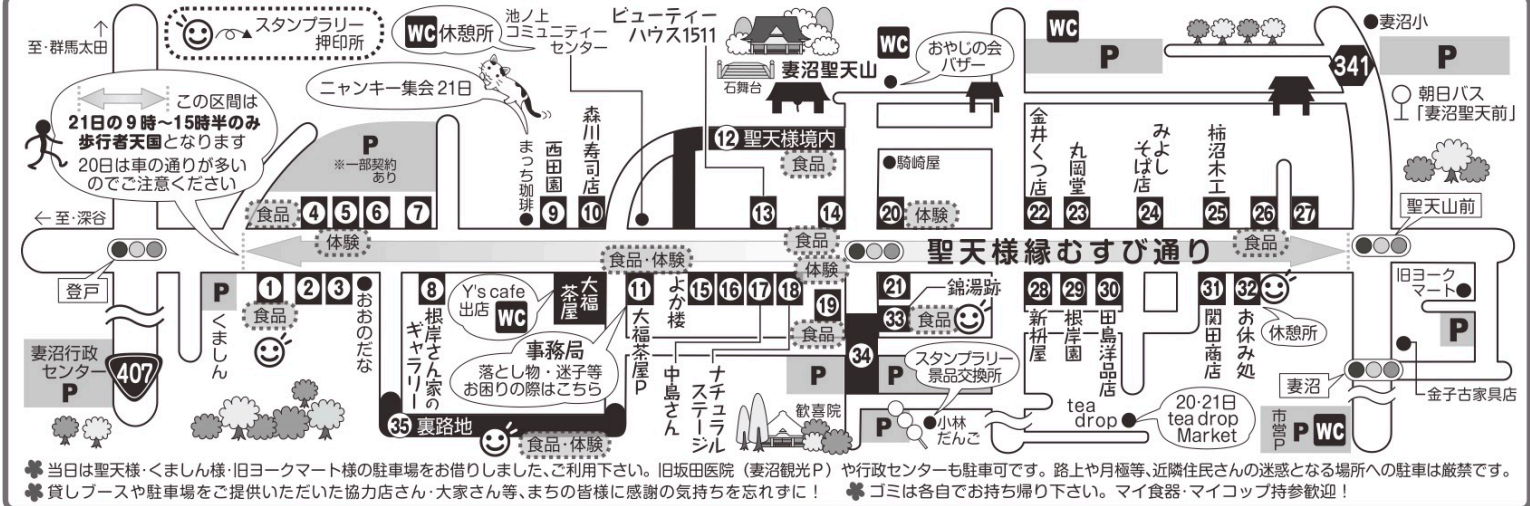 至・群馬太田
スタンプラリー
押印所
WC休憩所
池ノ上
コミュニティー
センター
ビューティー
ハウス1511
妻沼聖天山
石舞台
WC
おやじの会
バザー
WC
P
341
妻沼小
P
朝日バス
「妻沼聖天前」
この区間は
21日の9時～15時半のみ
歩行者天国となります
20日は車の通りが多い
のでご注意ください
ニャンキー集会 21日
P
※一部契約
あり
まっち珈琲
西田園
森川寿司店
⑫聖天様境内
食品
騎崎屋
金井くつ店
丸岡堂
みよし
そば店
柿沼木工
聖天山前
←至・深谷
食品
④
⑤
⑥
⑦
⑨
⑩
⑬
⑭
⑳
体験
㉒
㉓
㉔
㉕
㉖
㉗
体験
食品・体験
食品
体験
聖天様縁むすび通り
食品
登戸
P
くましん
①
②
③
食品
おおのだな
⑧
根岸さん家の
ギャラリー
Y's cafe
出店
WC
大福
茶屋
⑪
大福茶屋P
よか楼
⑮
⑯
⑰
⑱
⑲
食品
㉑
錦湯跡
㉝
食品
㉘
新枡屋
㉙
根岸園
㉚
田島洋品店
㉛
関田商店
㉜
お休み処
休憩所
旧ヨーク
マート
P
妻沼行政
センター
P
407
事務局
落とし物・迷子等
お困りの際はこちら
中島さん
ナチュラル
ステージ
P
㉞
P
スタンプラリー
景品交換所
歓喜院
P
小林
だんご
tea
drop
20・21日
tea drop
Market
妻沼
市営P
P
WC
金子古家具店
㉟裏路地
食品・体験
当日は聖天様・くましん様・旧ヨークマート様の駐車場をお借りしました、ご利用下さい。旧坂田医院（妻沼観光P）や行政センターも駐車可です。路上や月極等、近隣住民さんの迷惑となる場所への駐車は厳禁です。
貸しブースや駐車場をご提供いただいた協力店さん・大家さん等、まちの皆様に感謝の気持ちを忘れずに！
ゴミは各自でお持ち帰り下さい。マイ食器・マイコップ持参歓迎！